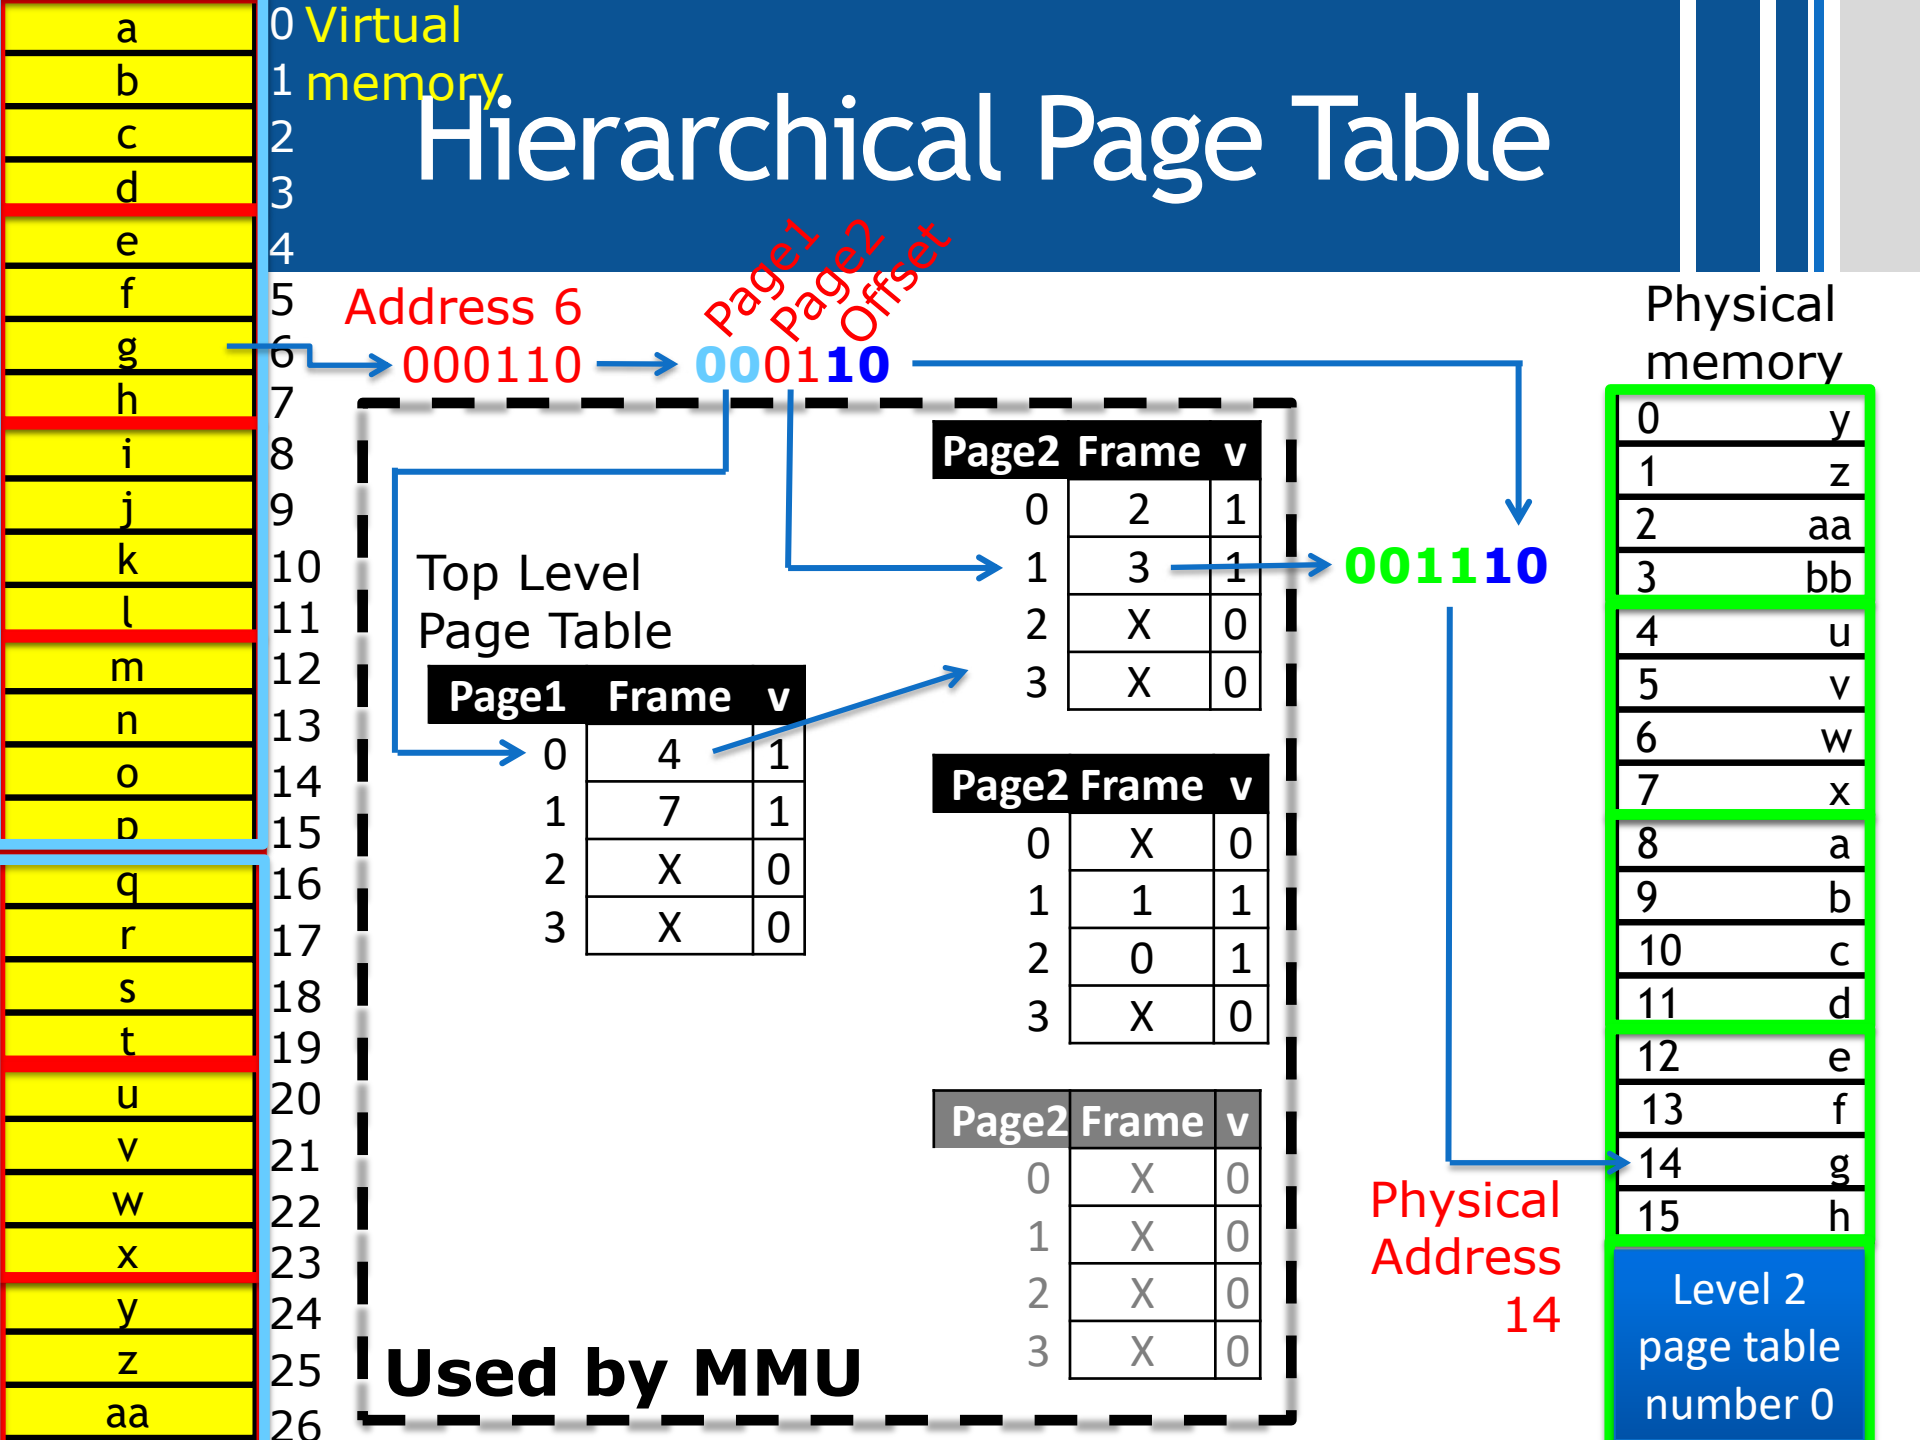 Hierarchical Page Table
Virtual
memory
a 0
b 1
c 2
d 3
e 4
f 5
g 6
h 7
i 8
j 9
k 10
l 11
m 12
n 13
o 14
p 15
q 16
r 17
s 18
t 19
u 20
v 21
w 22
x 23
y 24
z 25
aa 26
Address 6
000110
Page1
Page2
Offset
000110
Top Level
Page Table
Page1 Frame v
0 4 1
1 7 1
2 X 0
3 X 0
Page2 Frame v
0 2 1
1 3 1
2 X 0
3 X 0
Page2 Frame v
0 X 0
1 1 1
2 0 1
3 X 0
Page2 Frame v
0 X 0
1 X 0
2 X 0
3 X 0
Used by MMU
001110
Physical
Address
14
Physical
memory
0 y
1 z
2 aa
3 bb
4 u
5 v
6 w
7 x
8 a
9 b
10 c
11 d
12 e
13 f
14 g
15 h
Level 2
page table
number 0